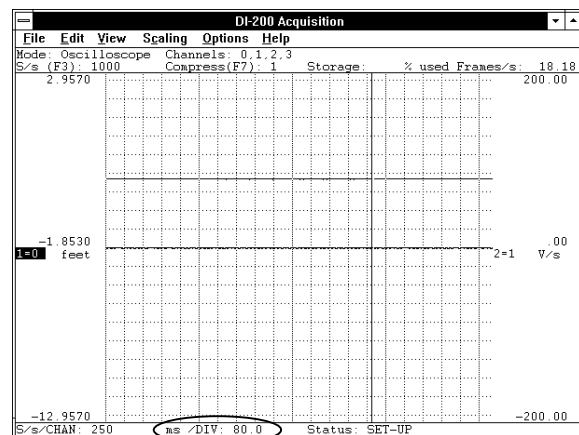 DI-200 Acquisition
File Edit View Scaling Options Help
Mode: Oscilloscope Channels: 0,1,2,3
S/s (F3): 1000 Compress(F7): 1 Storage: % used Frames/s: 18.18
2.9570 200.00
-1.8530 .00
1=0 feet 2=1 V/s
-12.9570 -200.00
S/s/CHAN: 250 ms /DIV: 80.0 Status: SET-UP